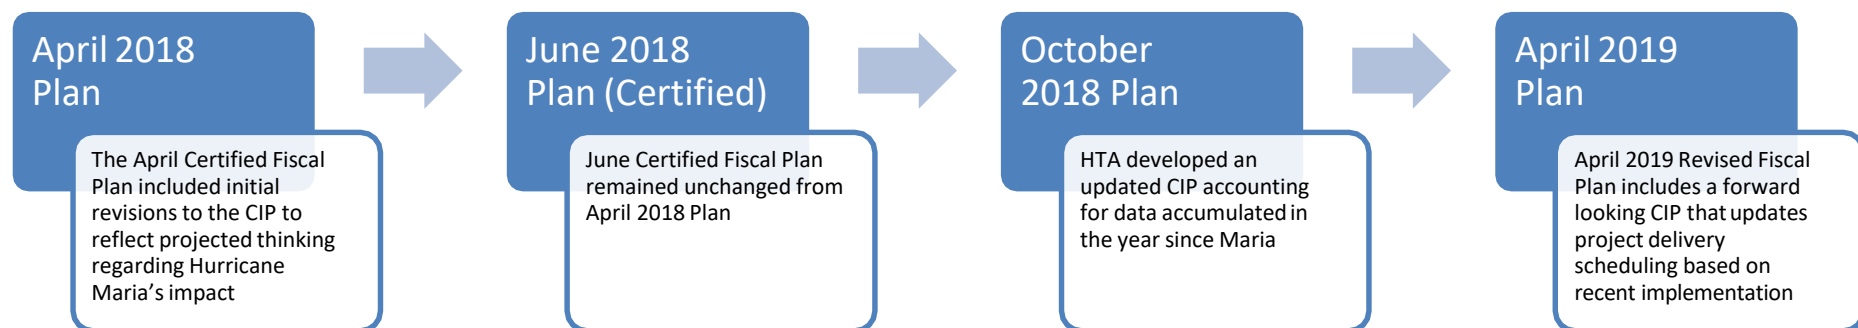 April 2018
Plan
The April Certified Fiscal
Plan included initial
revisions to the CIP to
reflect projected thinking
regarding Hurricane
Maria's impact
June 2018
Plan (Certified)
June Certified Fiscal Plan
remained unchanged from
April 2018 Plan
October
2018 Plan
HTA developed an
updated CIP accounting
for data accumulated in
the year since Maria
April 2019
Plan
April 2019 Revised Fiscal
Plan includes a forward
looking CIP that updates
project delivery
scheduling based on
recent implementation